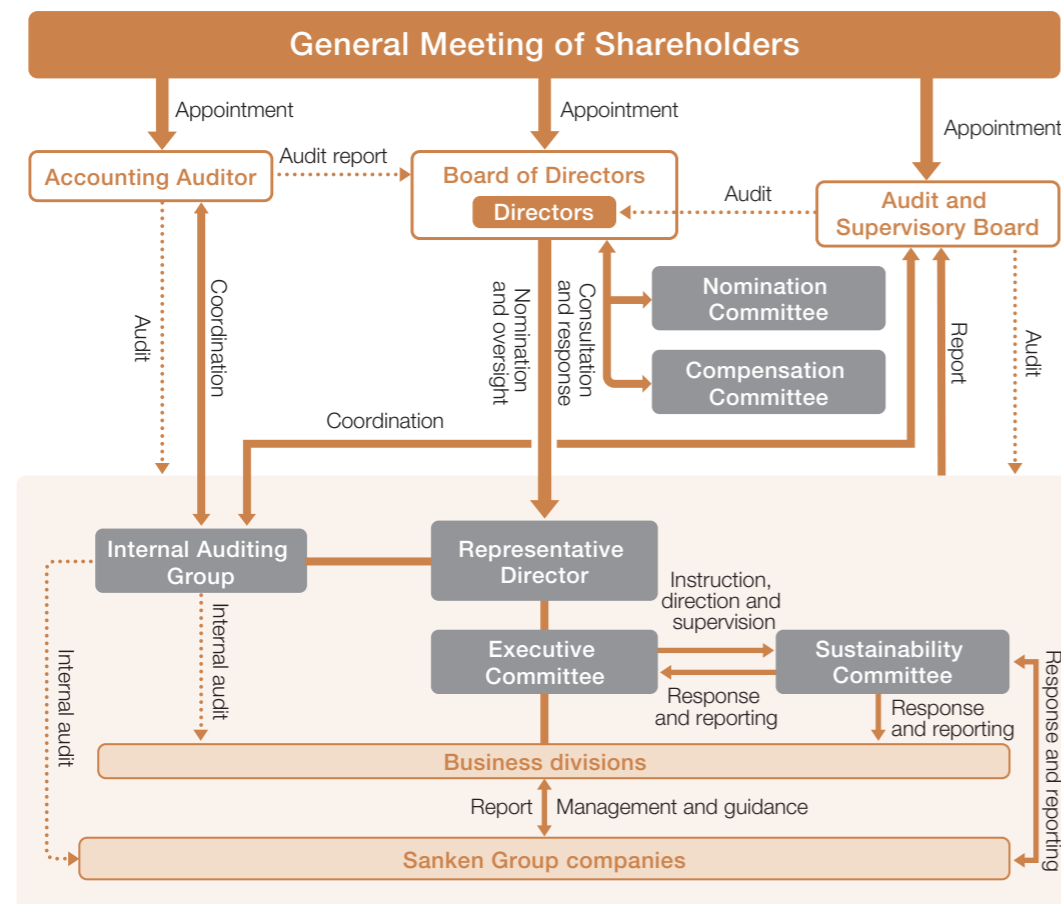 General Meeting of Shareholders
Appointment
Appointment
Appointment
Accounting Auditor
Audit report
Board of Directors
Directors
Audit
Audit and
Supervisory Board
Nomination
Committee
Compensation
Committee
Audit
Coordination
Nomination
and oversight
Consultation
and response
Report
Audit
Coordination
Internal Auditing
Group
Representative
Director
Instruction,
direction and
supervision
Executive
Committee
Sustainability
Committee
Response
and reporting
Response
and reporting
Internal audit
Internal audit
Response and reporting
Business divisions
Report
Management and guidance
Sanken Group companies